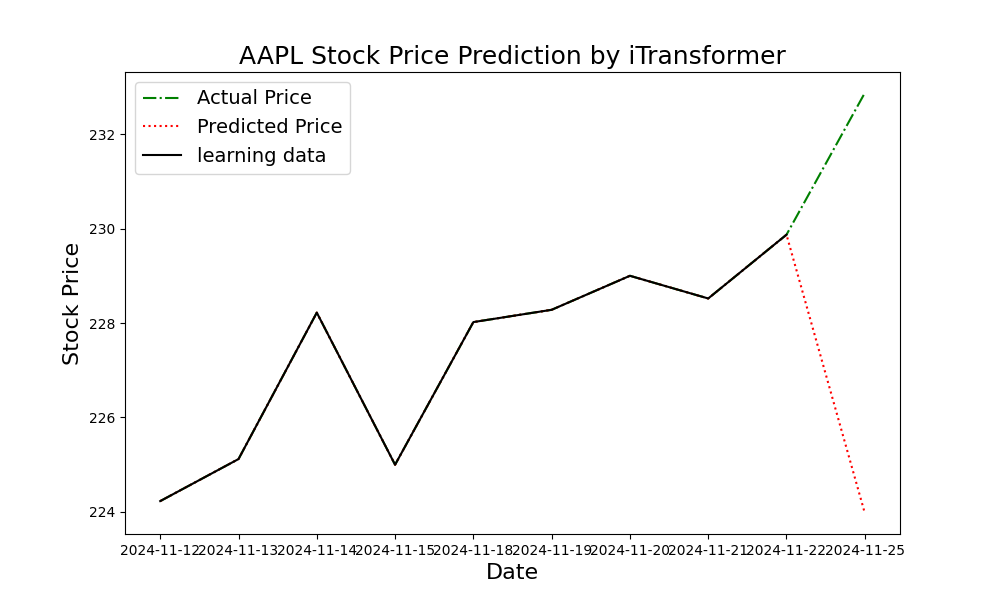 AAPL Stock Price Prediction by iTransformer
Actual Price
Predicted Price
learning data
232
230
228
226
224
Stock Price
2024-11-12 2024-11-13 2024-11-14 2024-11-15 2024-11-18 2024-11-19 2024-11-20 2024-11-21 2024-11-22 2024-11-25
Date